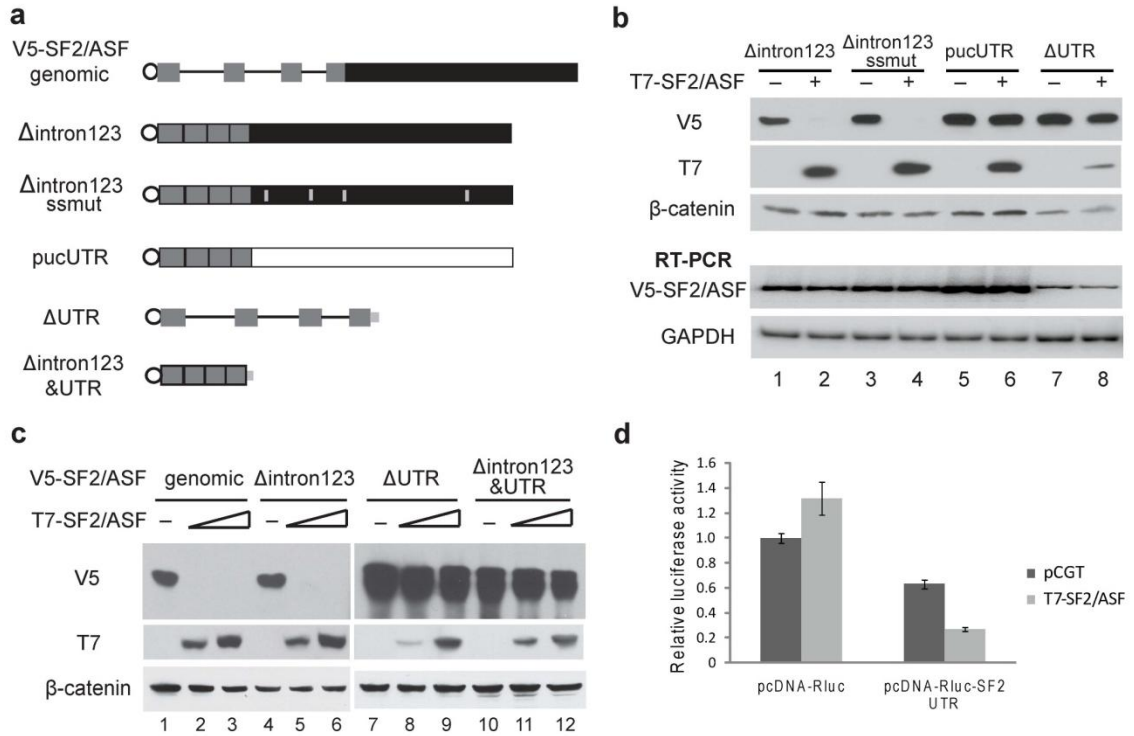 a
V5-SF2/ASF
genomic
Δintron123
Δintron123
ssmut
pucUTR
ΔUTR
Δintron123
&UTR
b
Δintron123 Δintron123 ssmut pucUTR ΔUTR
T7-SF2/ASF – + – + – + – +
V5
T7
β-catenin
RT-PCR
V5-SF2/ASF
GAPDH
1 2 3 4 5 6 7 8
c
V5-SF2/ASF genomic Δintron123 ΔUTR Δintron123 &UTR
T7-SF2/ASF – – – –
V5
T7
β-catenin
1 2 3 4 5 6 7 8 9 10 11 12
d
Relative luciferase activity
1.6
1.4
1.2
1.0
0.8
0.6
0.4
0.2
0
pcDNA-Rluc
pcDNA-Rluc-SF2
UTR
pCGT
T7-SF2/ASF